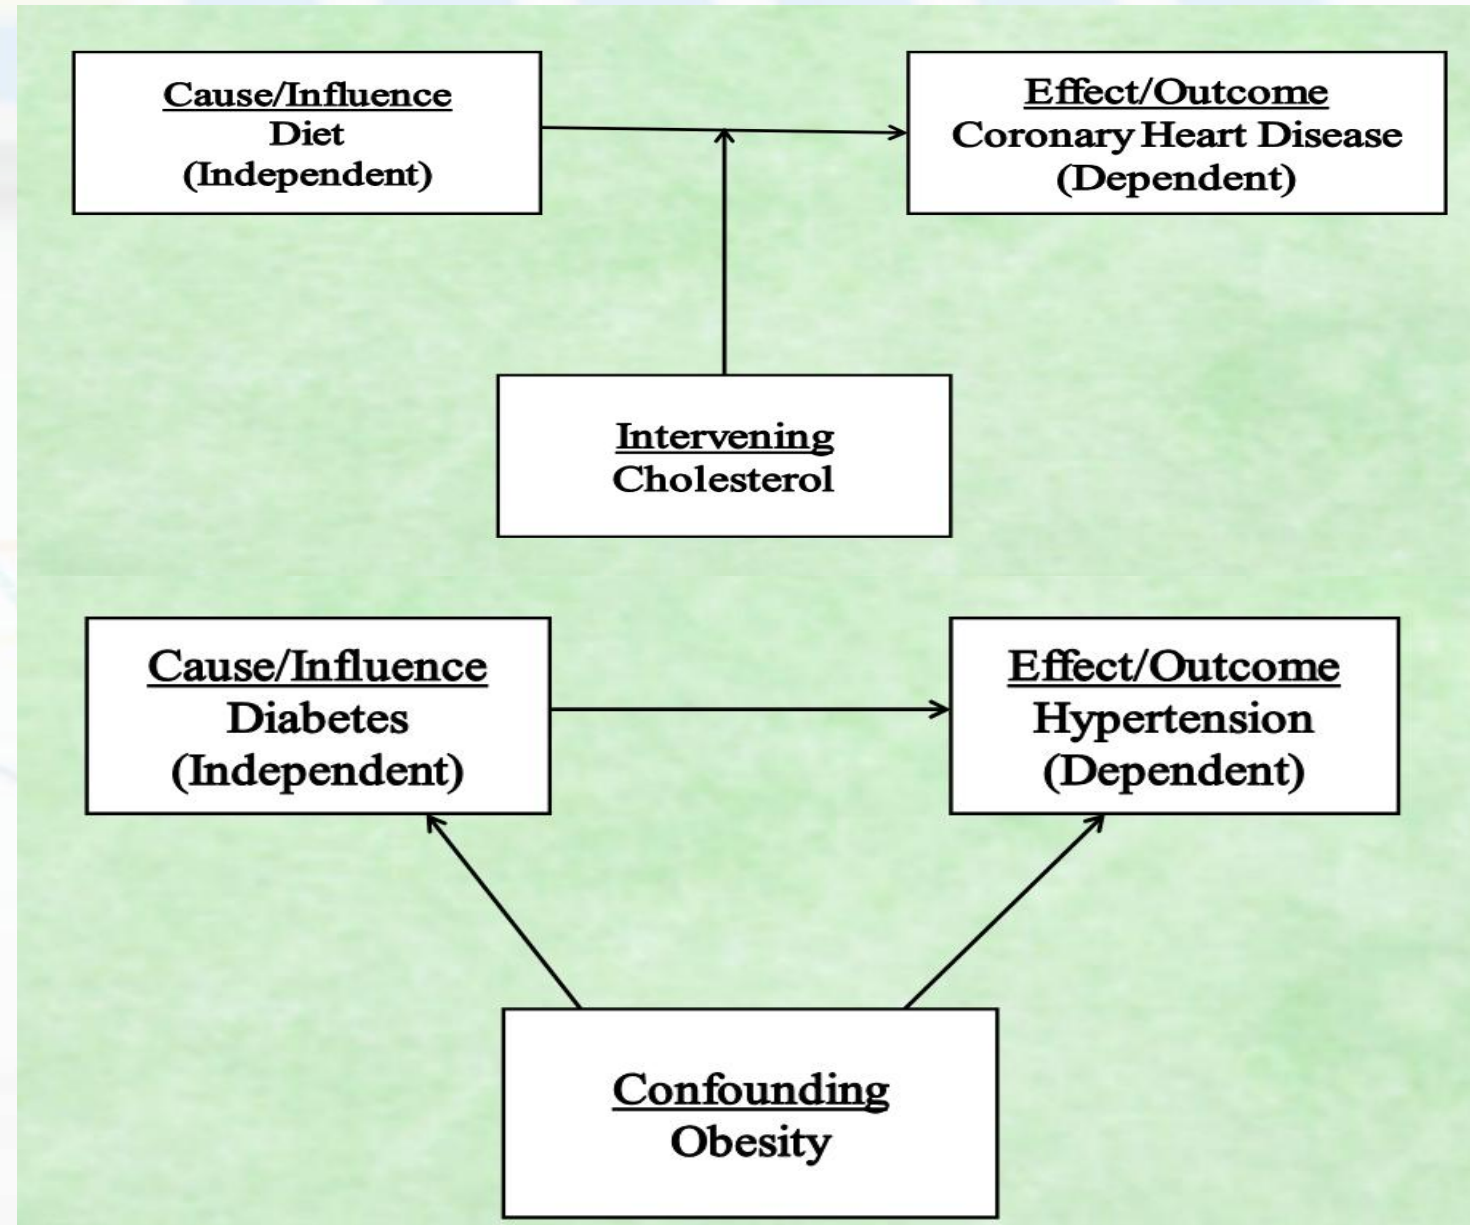 Cause/Influence
Diet
(Independent)
Effect/Outcome
Coronary Heart Disease
(Dependent)
Intervening
Cholesterol
Cause/Influence
Diabetes
(Independent)
Effect/Outcome
Hypertension
(Dependent)
Confounding
Obesity